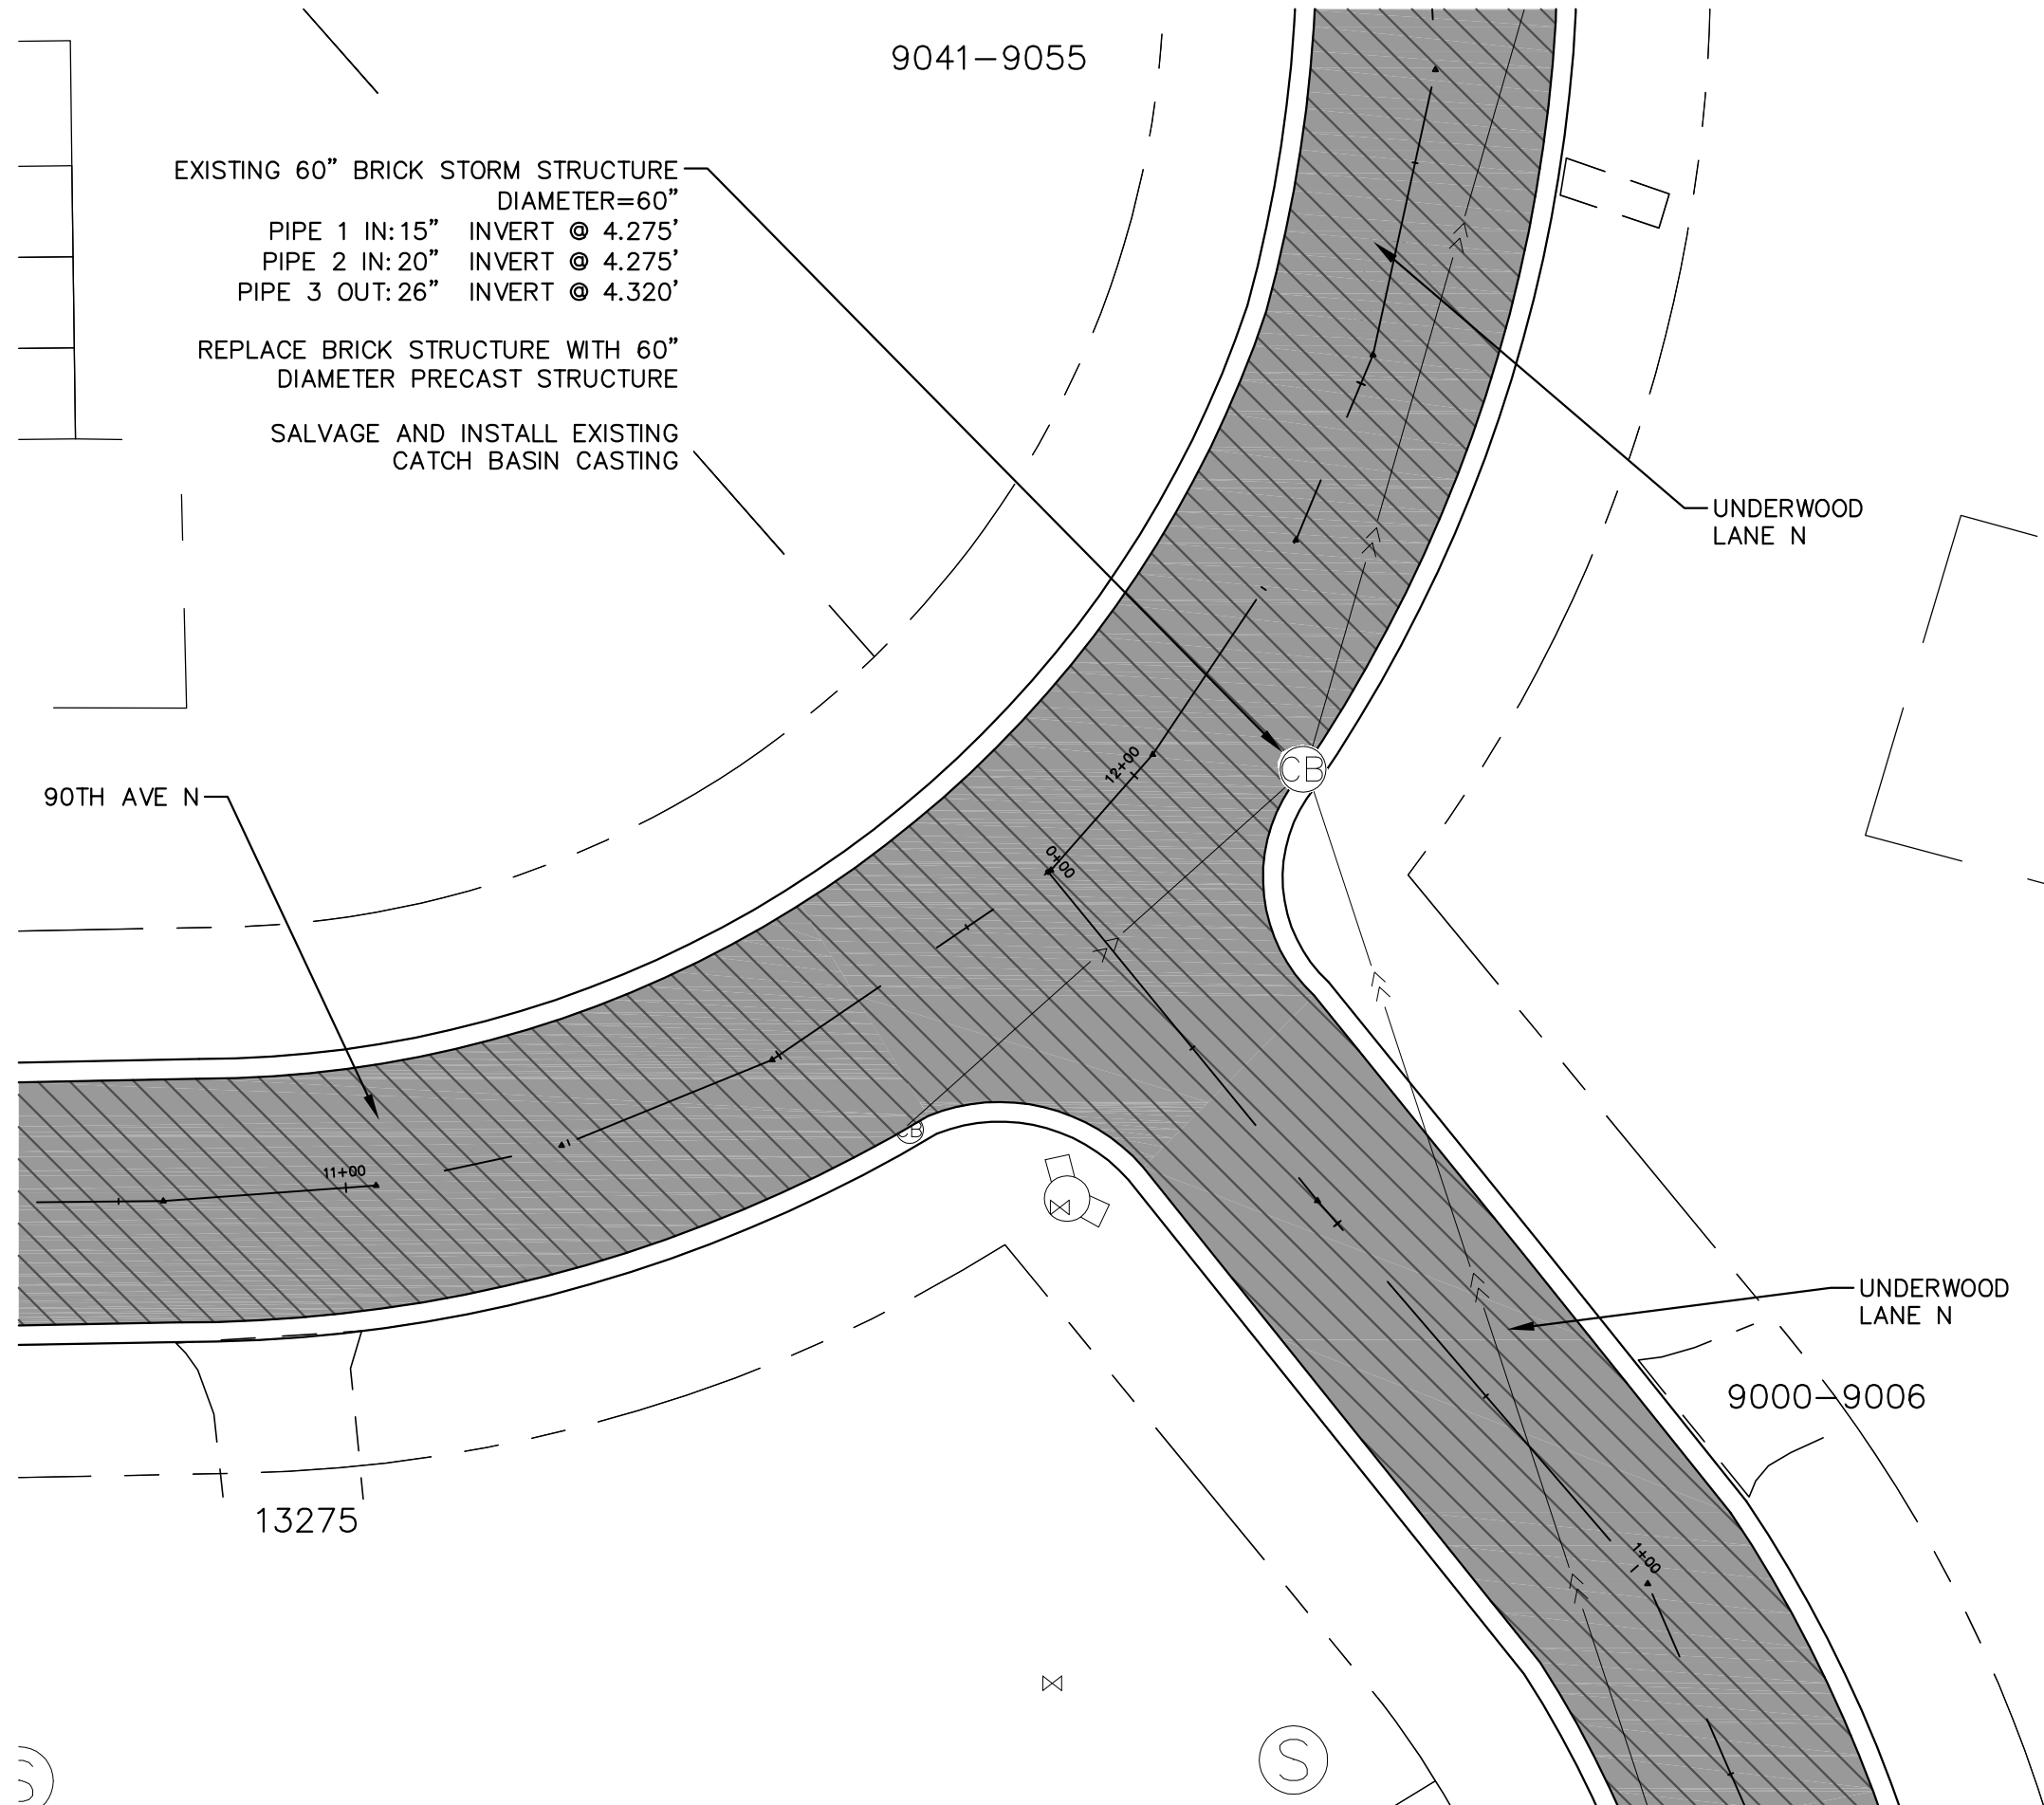 9041-9055
EXISTING 60" BRICK STORM STRUCTURE
DIAMETER=60"
PIPE 1 IN: 15" INVERT @ 4.275'
PIPE 2 IN: 20" INVERT @ 4.275'
PIPE 3 OUT: 26" INVERT @ 4.320'
REPLACE BRICK STRUCTURE WITH 60"
DIAMETER PRECAST STRUCTURE
SALVAGE AND INSTALL EXISTING
CATCH BASIN CASTING
UNDERWOOD
LANE N
12+00
CB
90TH AVE N
0+00
CB
11+00
UNDERWOOD
LANE N
9000-9006
13275
1+00
S
S